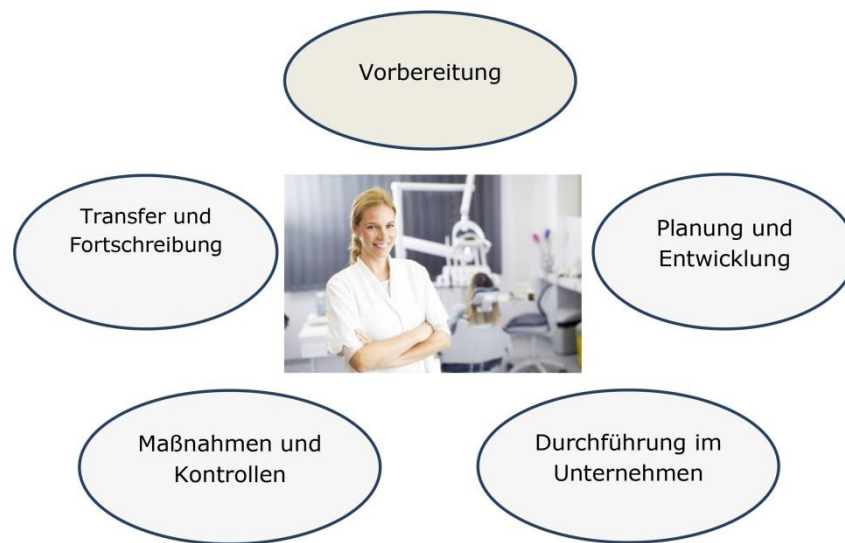 Vorbereitung
Planung und
Entwicklung
Durchführung im
Unternehmen
Maßnahmen und
Kontrollen
Transfer und
Fortschreibung